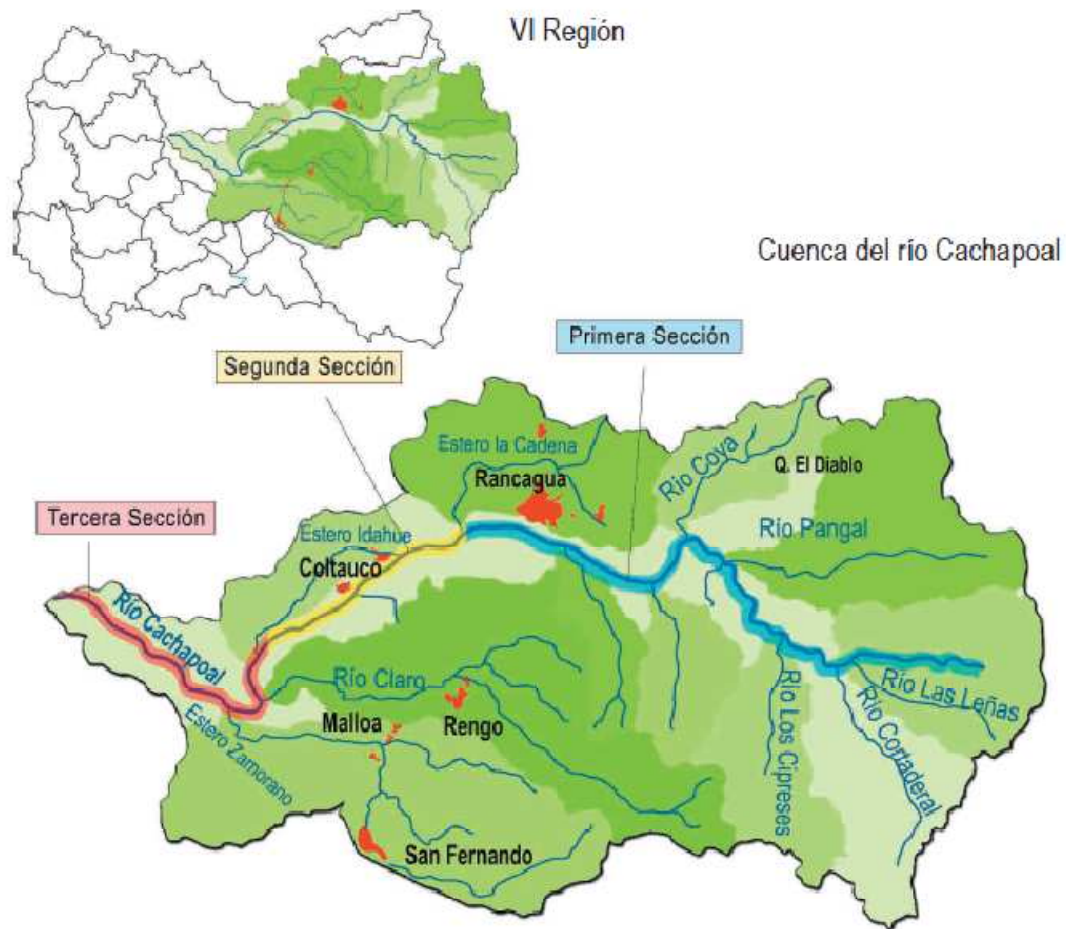 VI Región
Cuenca del río Cachapoal
Primera Sección
Segunda Sección
Tercera Sección
Estero la Cadena
Rancagua
Río Coya
Q. El Diablo
Río Pangal
Estero Idahue
Coltauco
Río Cachapoal
Río Claro
Malloa
Rengo
Estero Zamorano
San Fernando
Río Los Cipreses
Río Cortaderal
Río Las Leñas